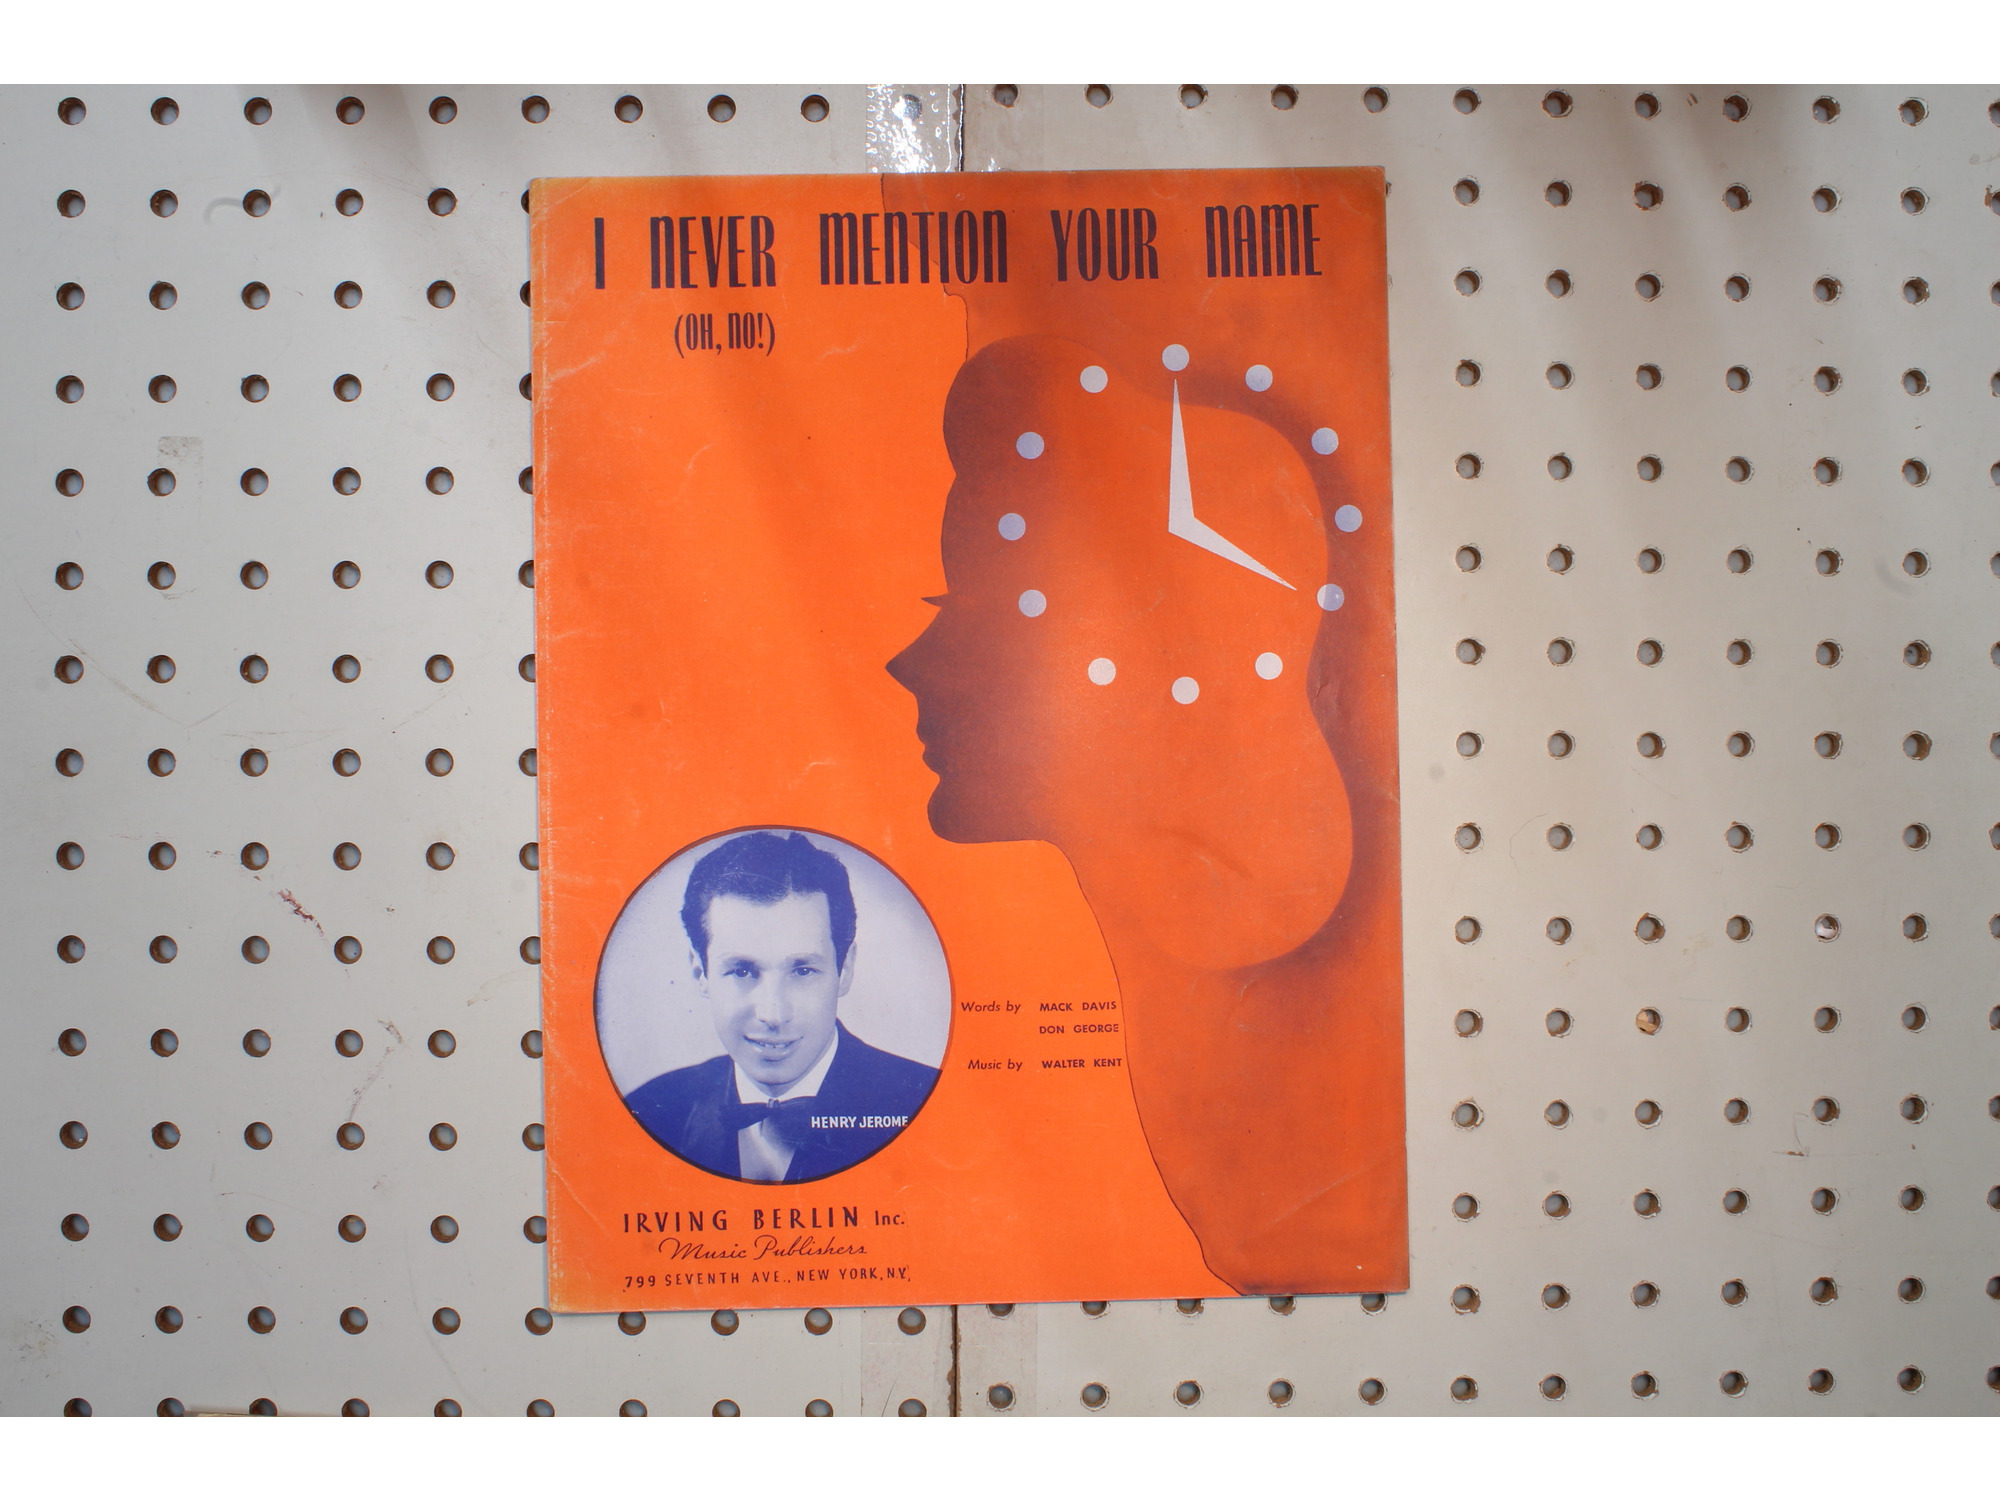 I NEVER MENTION YOUR NAME
(OH, NO!)
Words by MACK DAVIS
DON GEORGE
Music by WALTER KENT
HENRY JEROME
IRVING BERLIN Inc.
Music Publishers
799 SEVENTH AVE., NEW YORK, N.Y.